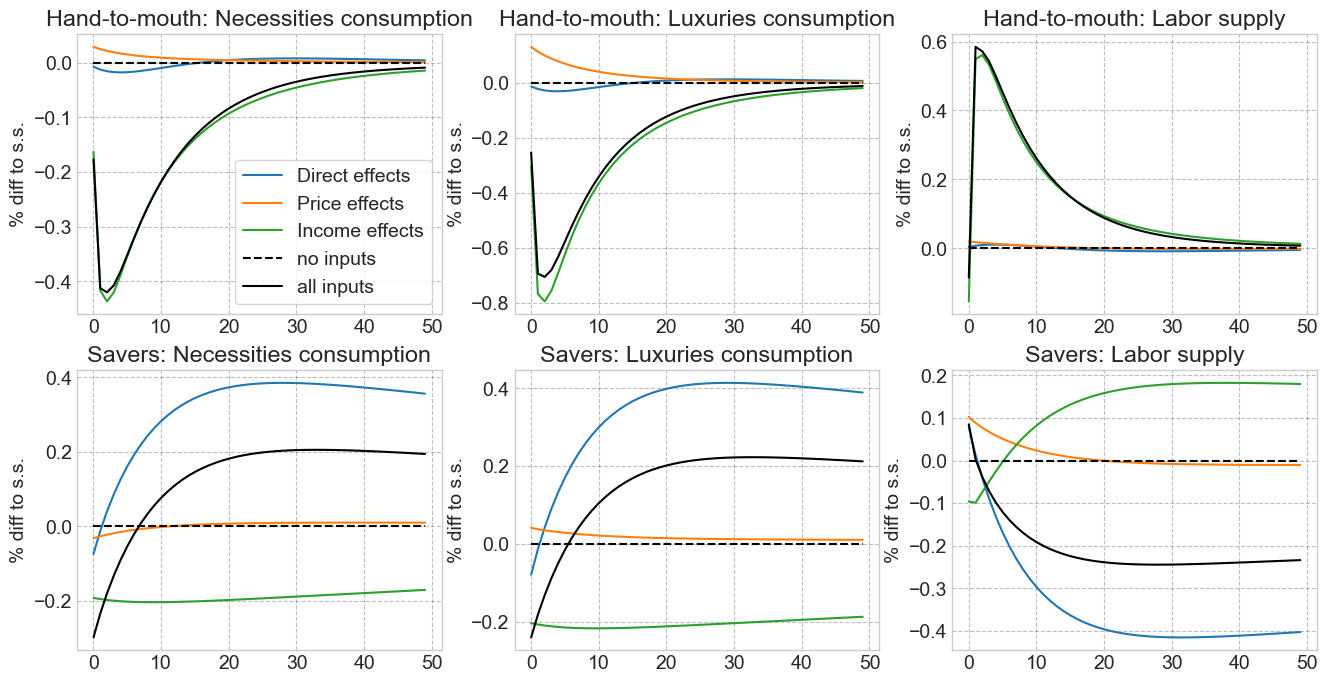 Hand-to-mouth: Necessities consumption
Hand-to-mouth: Luxuries consumption
Hand-to-mouth: Labor supply
% diff to s.s.
0.0
−0.1
−0.2
−0.3
−0.4
0 10 20 30 40 50
Direct effects
Price effects
Income effects
no inputs
all inputs
% diff to s.s.
0.0
−0.2
−0.4
−0.6
−0.8
0 10 20 30 40 50
% diff to s.s.
0.6
0.4
0.2
0.0
0 10 20 30 40 50
Savers: Necessities consumption
Savers: Luxuries consumption
Savers: Labor supply
% diff to s.s.
0.4
0.2
0.0
−0.2
0 10 20 30 40 50
% diff to s.s.
0.4
0.2
0.0
−0.2
0 10 20 30 40 50
% diff to s.s.
0.2
0.1
0.0
−0.1
−0.2
−0.3
−0.4
0 10 20 30 40 50